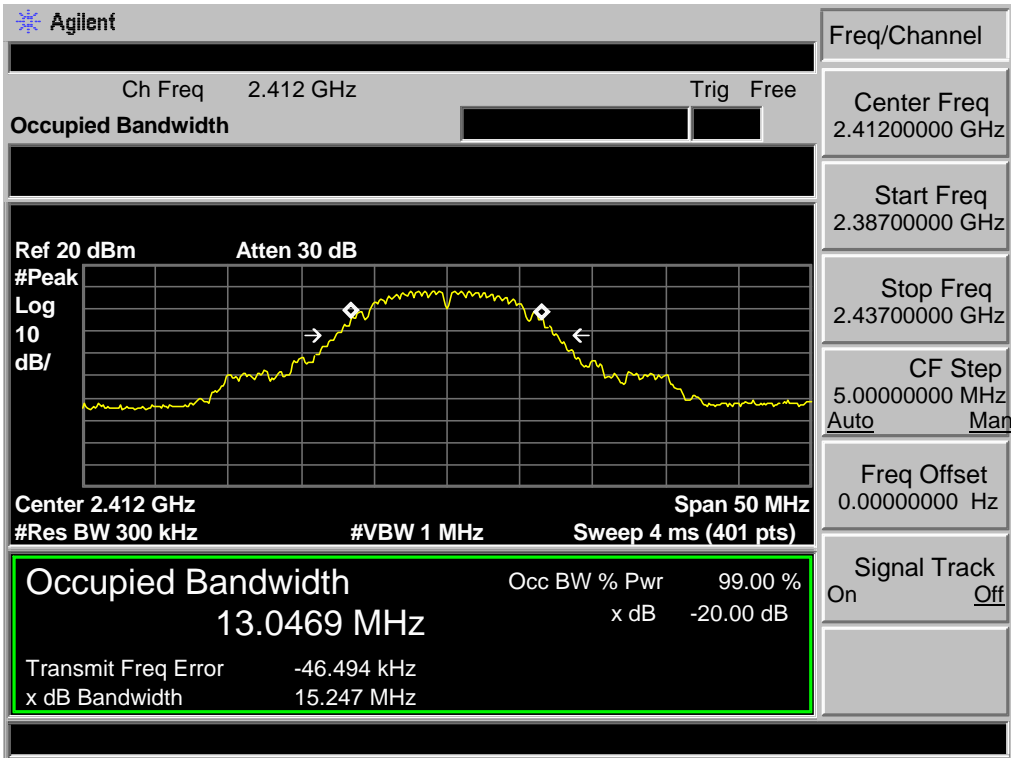 Agilent
Freq/Channel
Ch Freq 2.412 GHz Trig Free
Occupied Bandwidth
Center Freq
2.41200000 GHz
Start Freq
2.38700000 GHz
Ref 20 dBm Atten 30 dB
#Peak
Log
10
dB/
Stop Freq
2.43700000 GHz
CF Step
5.00000000 MHz
Auto Man
Center 2.412 GHz Span 50 MHz
#Res BW 300 kHz #VBW 1 MHz Sweep 4 ms (401 pts)
Freq Offset
0.00000000 Hz
Occupied Bandwidth Occ BW % Pwr 99.00 %
13.0469 MHz x dB -20.00 dB
Signal Track
On Off
Transmit Freq Error -46.494 kHz
x dB Bandwidth 15.247 MHz